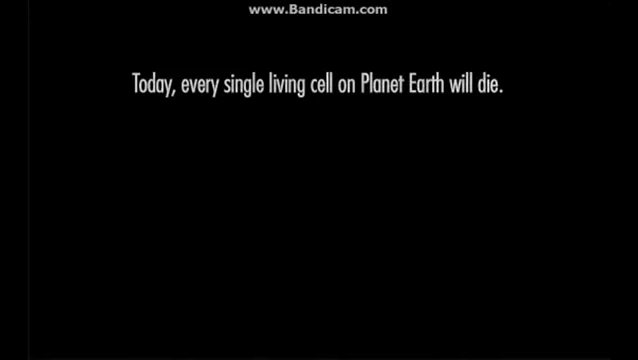 www.Bandicam.com
Today, every single living cell on Planet Earth will die.